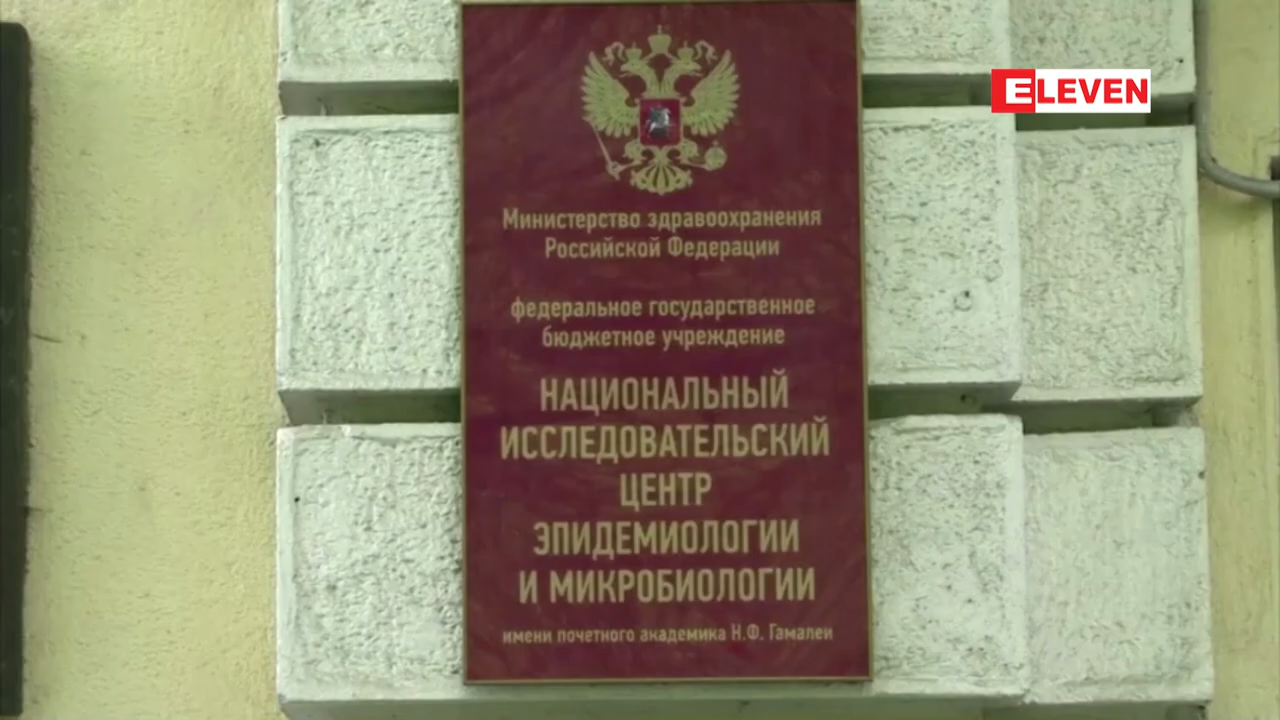 ELEVEN
Министерство здравоохранения
Российской Федерации
федеральное государственное
бюджетное учреждение
НАЦИОНАЛЬНЫЙ
ИССЛЕДОВАТЕЛЬСКИЙ
ЦЕНТР
ЭПИДЕМИОЛОГИИ
И МИКРОБИОЛОГИИ
имени почетного академика Н.Ф. Гамалеи